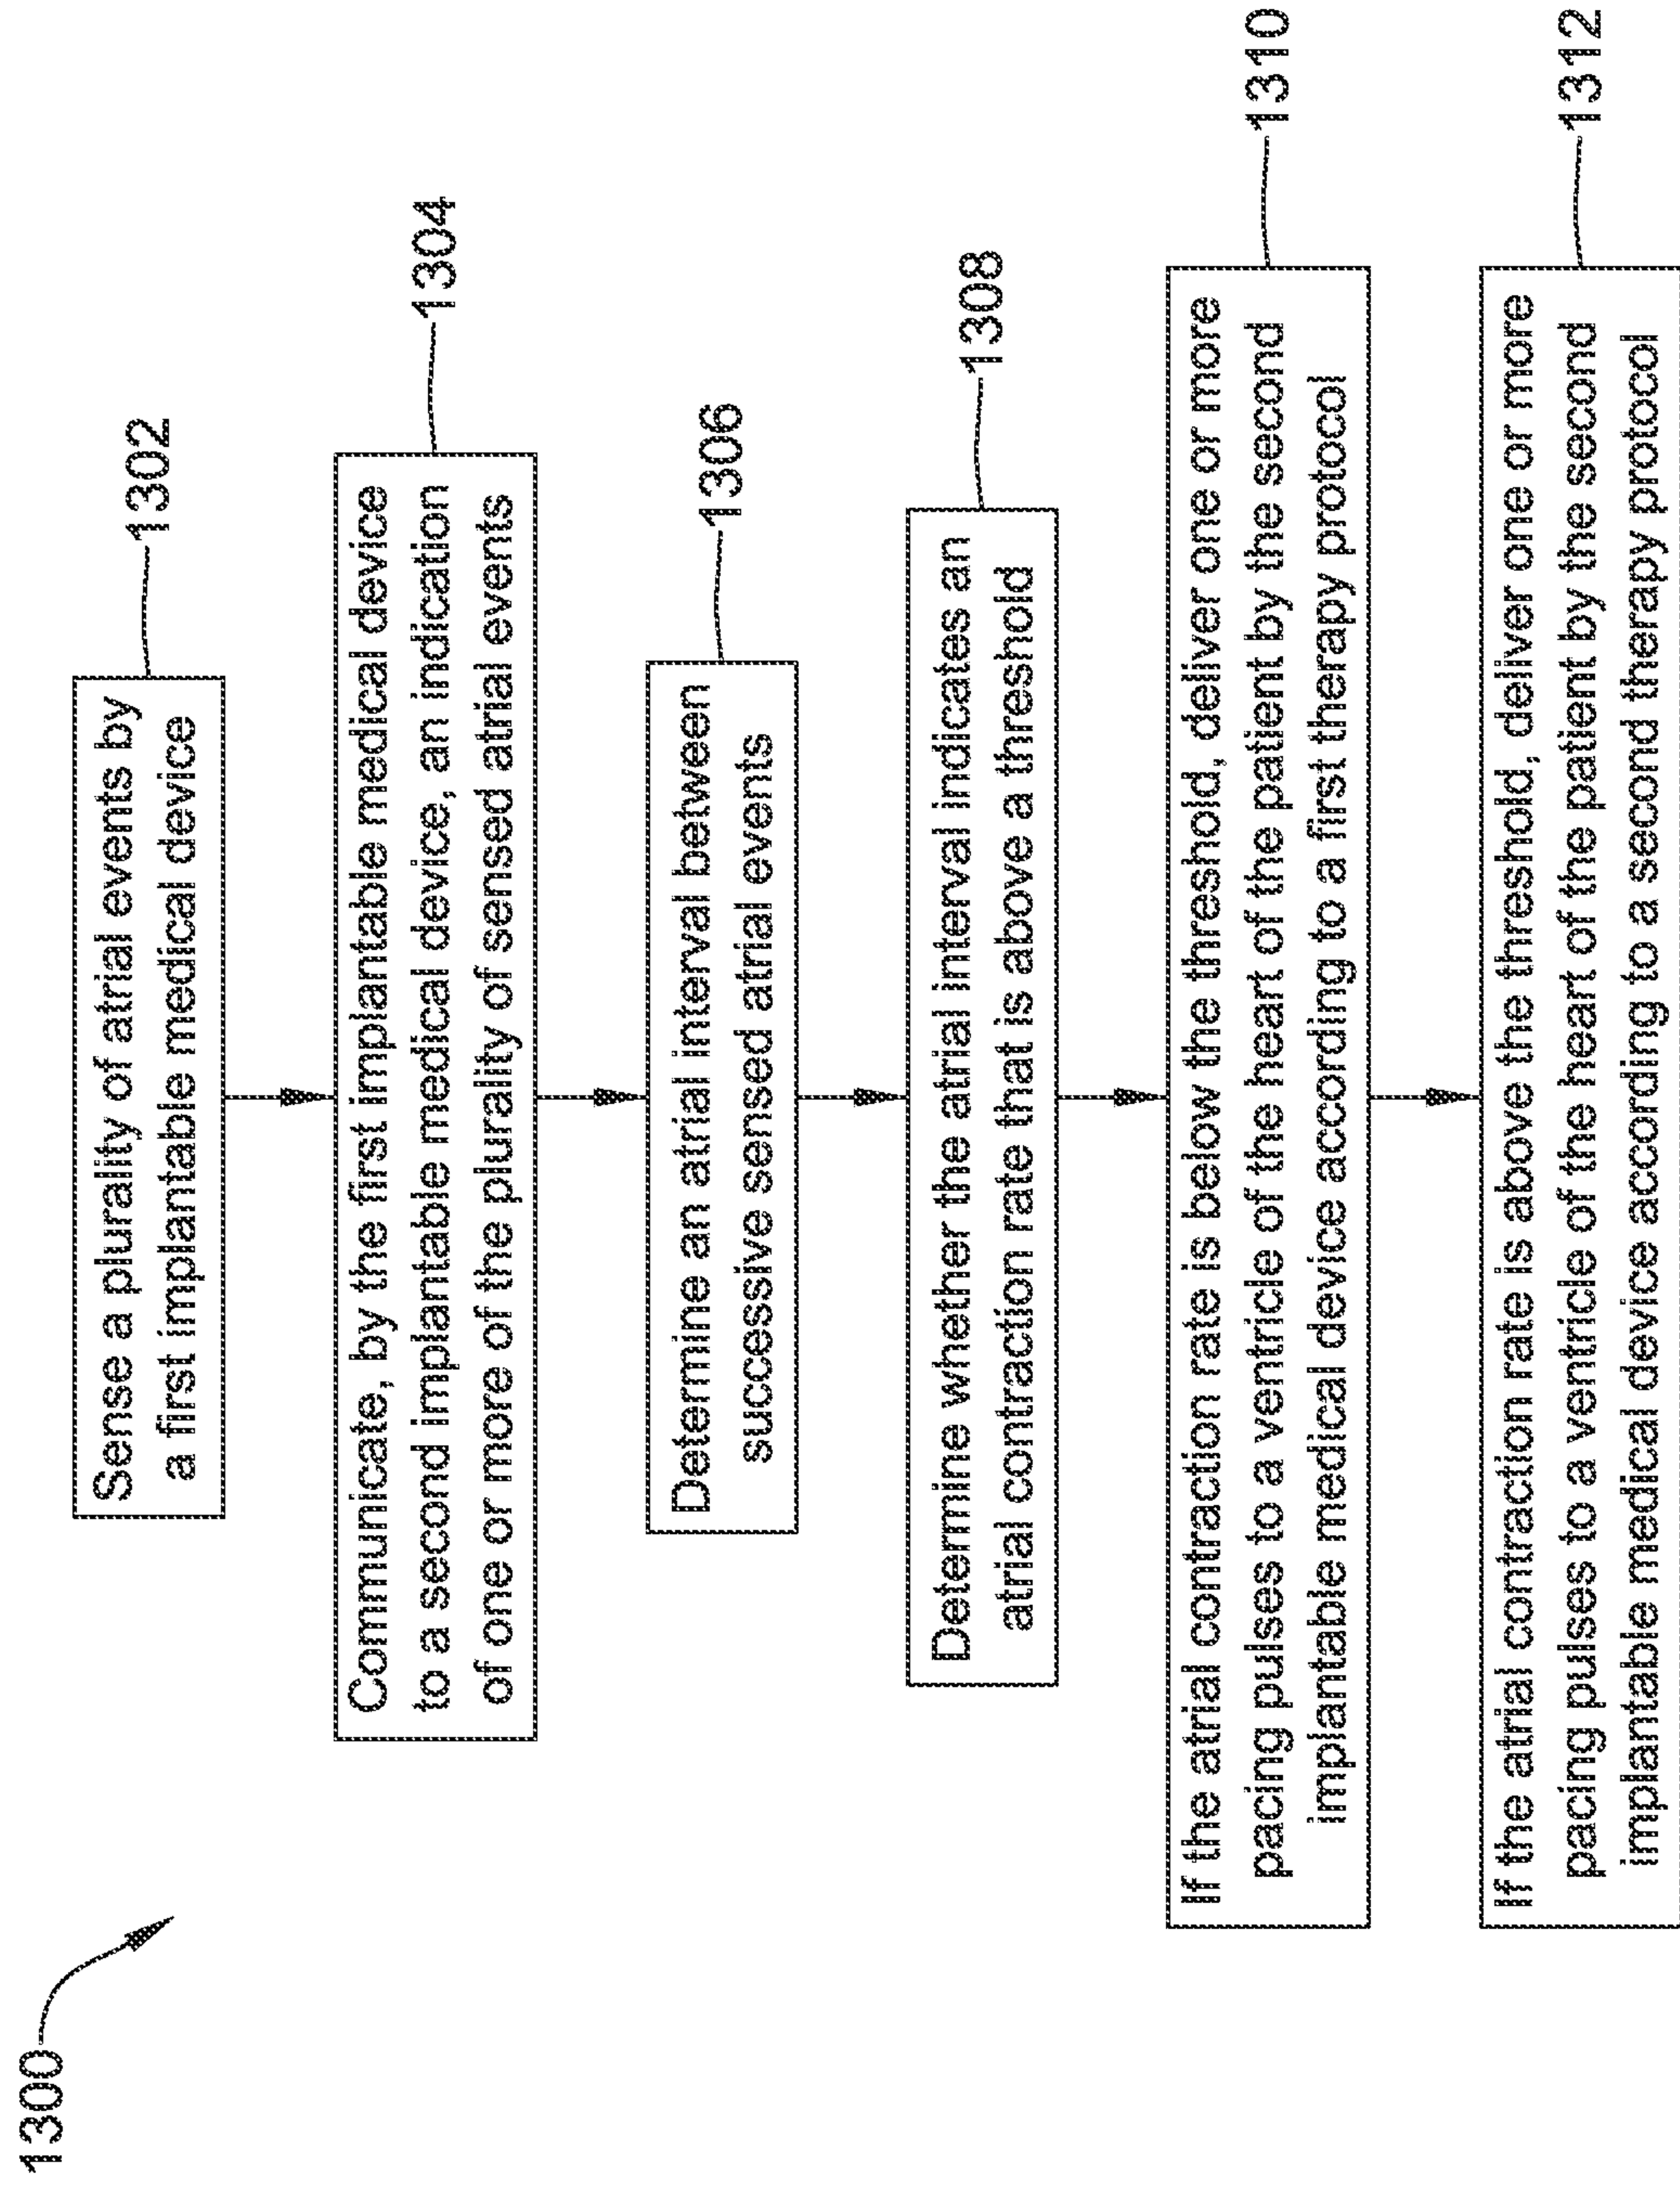 1300
Sense a plurality of atrial events by
a first implantable medical device
1302
Communicate, by the first implantable medical device
to a second implantable medical device, an indication
of one or more of the plurality of sensed atrial events
1304
Determine an atrial interval between
successive sensed atrial events
1306
Determine whether the atrial interval indicates an
atrial contraction rate that is above a threshold
1308
If the atrial contraction rate is below the threshold, deliver one or more
pacing pulses to a ventricle of the heart of the patient by the second
implantable medical device according to a first therapy protocol
1310
If the atrial contraction rate is above the threshold, deliver one or more
pacing pulses to a ventricle of the heart of the patient by the second
implantable medical device according to a second therapy protocol
1312